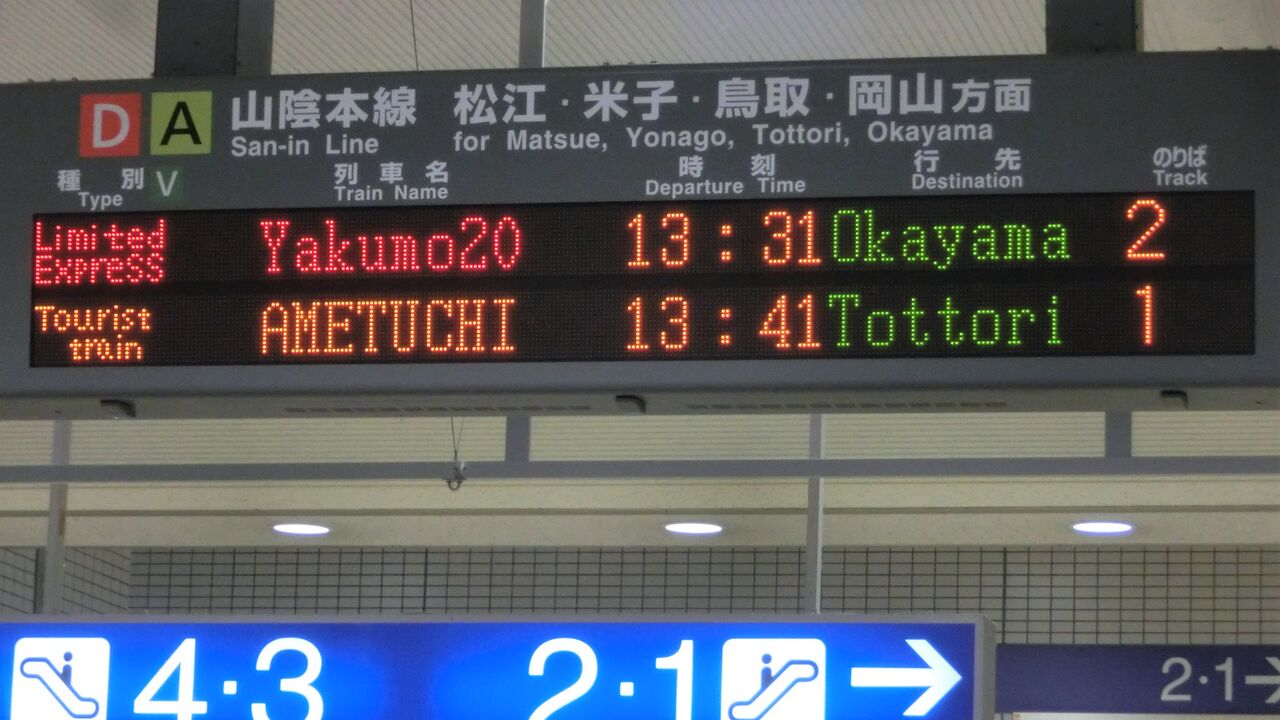 D A 山陰本線 松江・米子・鳥取・岡山方面
San-in Line for Matsue, Yonago, Tottori, Okayama
種別 V 列車名 時刻 行先 のりば
Type Train Name Departure Time Destination Track
Limited Express Yakumo20 13:31 Okayama 2
Tourist train AMETUCHI 13:41 Tottori 1
4・3 2・1 →
2・1→